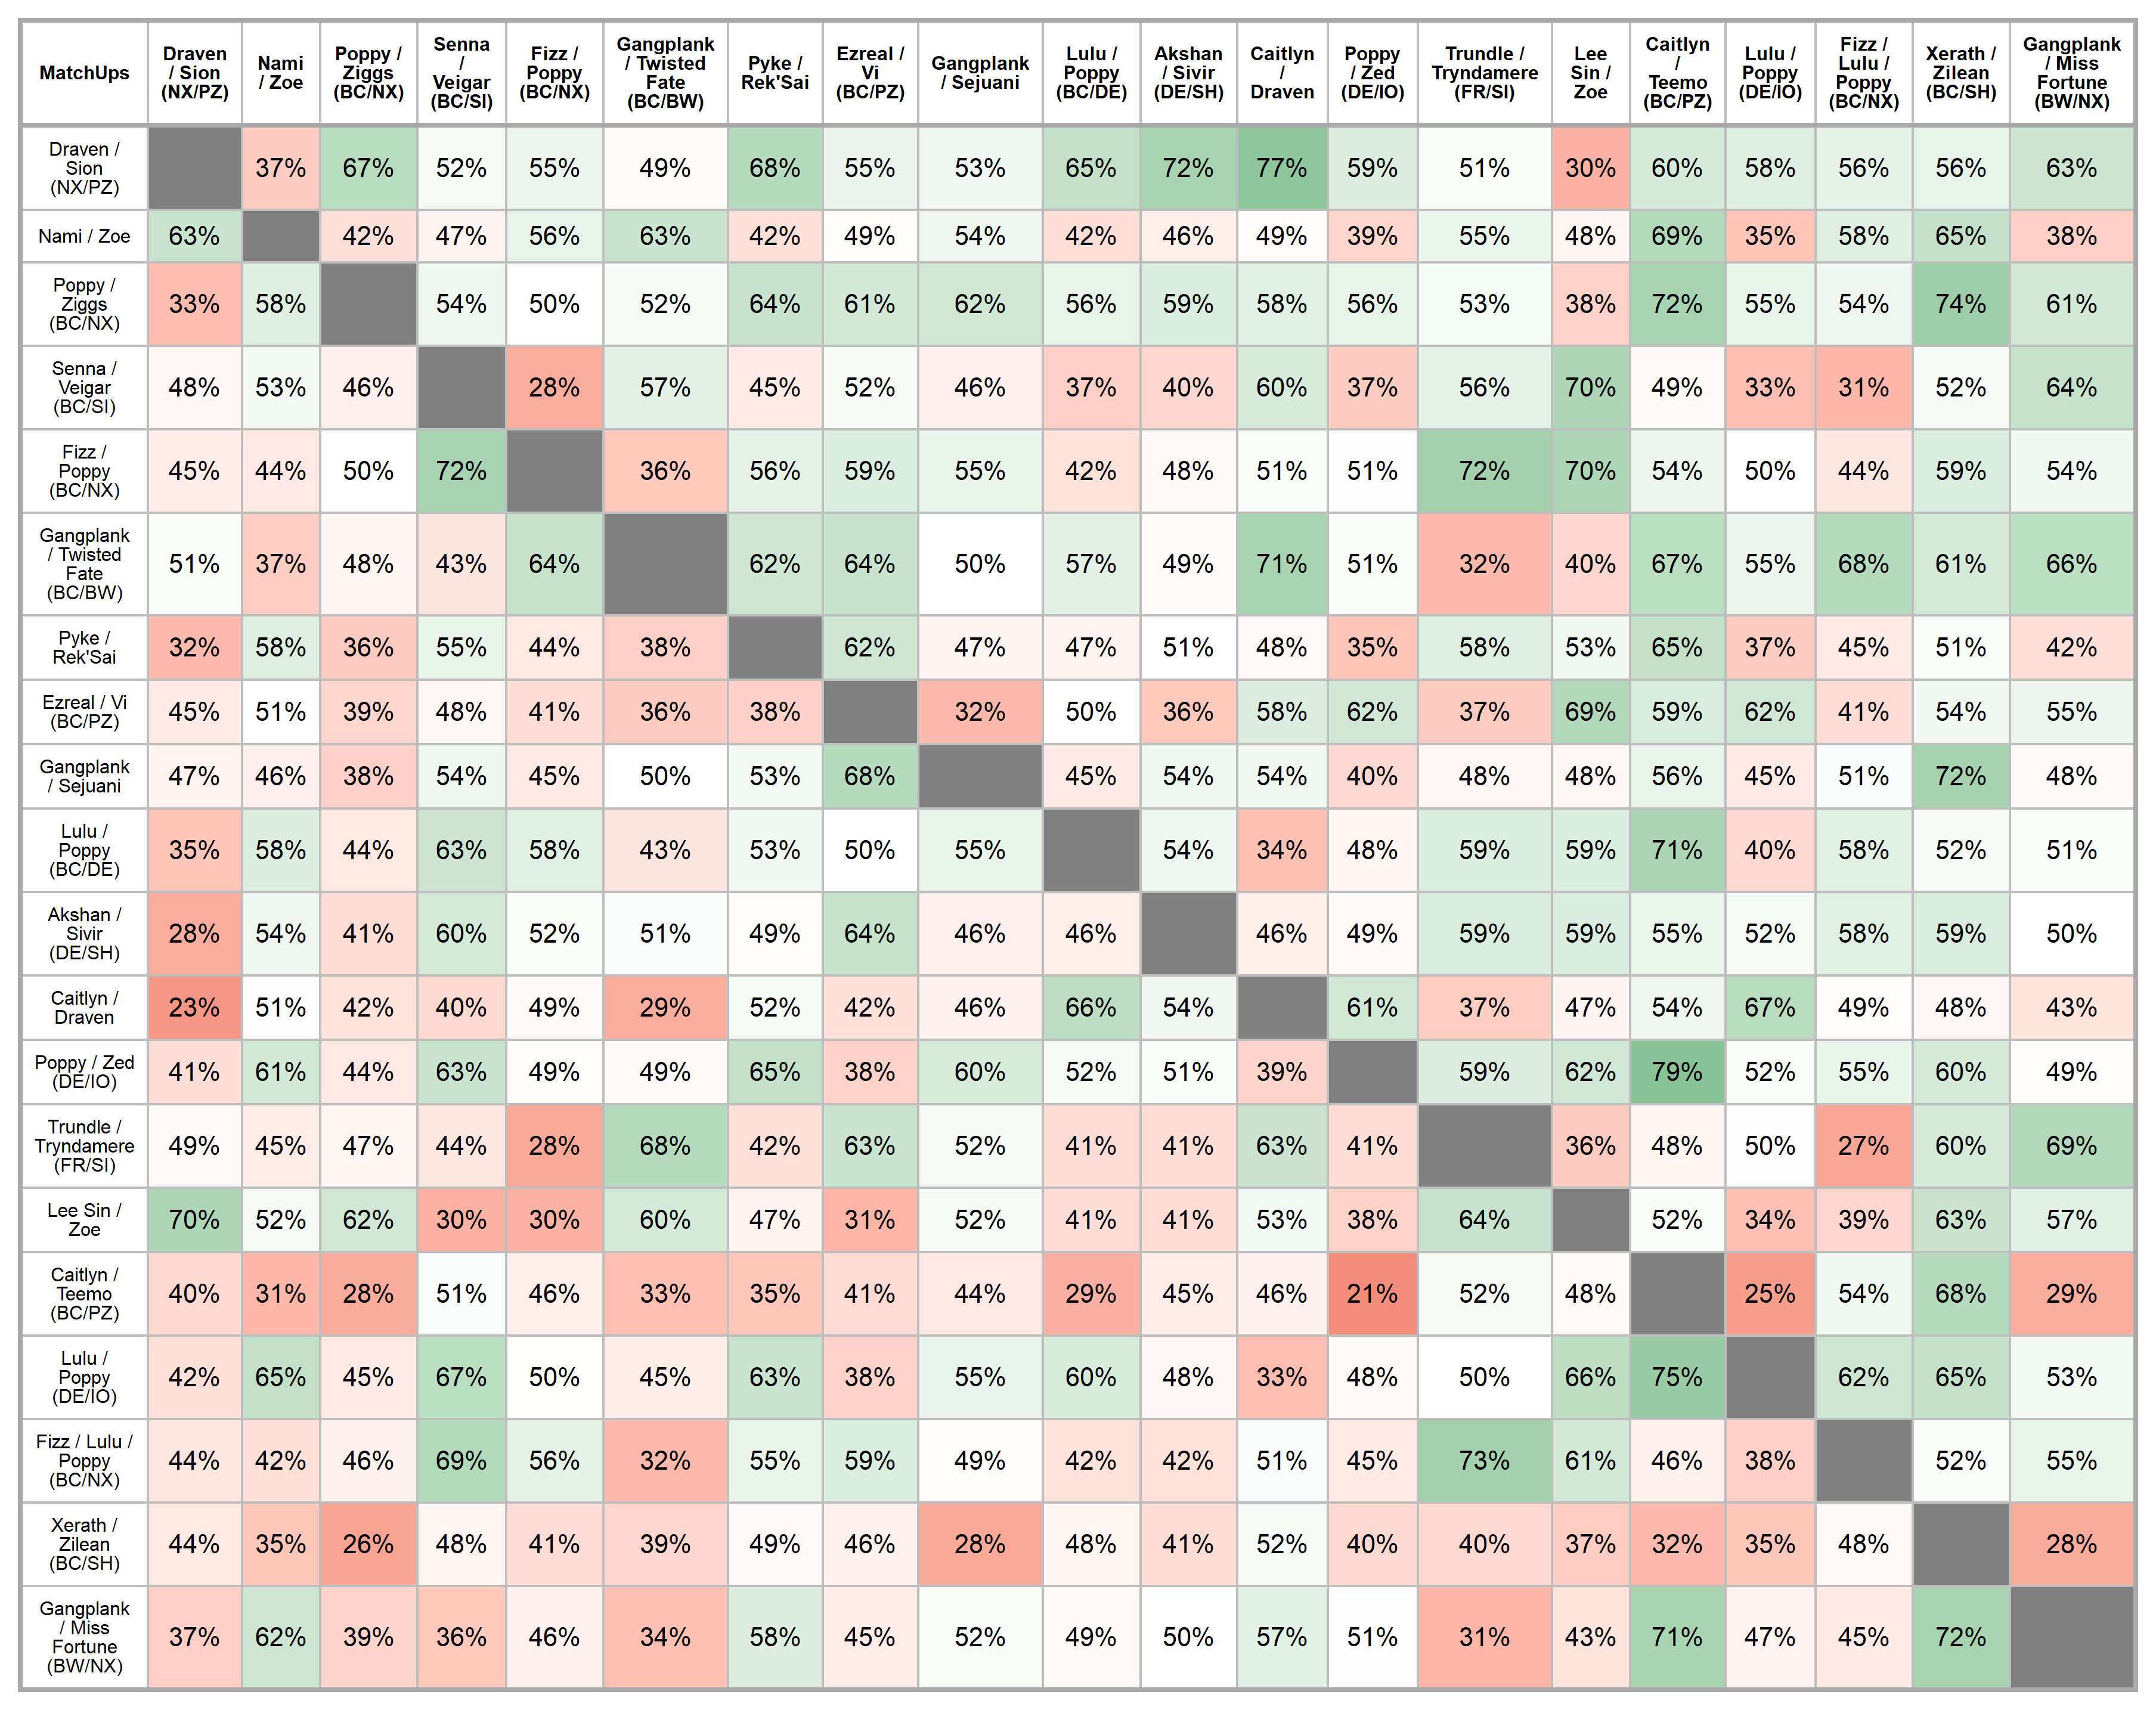 MatchUps Draven / Sion (NX/PZ) Nami / Zoe Poppy / Ziggs (BC/NX) Senna / Veigar (BC/SI) Fizz / Poppy (BC/NX) Gangplank / Twisted Fate (BC/BW) Pyke / Rek'Sai Ezreal / Vi (BC/PZ) Gangplank / Sejuani Lulu / Poppy (BC/DE) Akshan / Sivir (DE/SH) Caitlyn / Draven Poppy / Zed (DE/IO) Trundle / Tryndamere (FR/SI) Lee Sin / Zoe Caitlyn / Teemo (BC/PZ) Lulu / Poppy (DE/IO) Fizz / Lulu / Poppy (BC/NX) Xerath / Zilean (BC/SH) Gangplank / Miss Fortune (BW/NX)
Draven / Sion (NX/PZ) 37% 67% 52% 55% 49% 68% 55% 53% 65% 72% 77% 59% 51% 30% 60% 58% 56% 56% 63%
Nami / Zoe 63% 42% 47% 56% 63% 42% 49% 54% 42% 46% 49% 39% 55% 48% 69% 35% 58% 65% 38%
Poppy / Ziggs (BC/NX) 33% 58% 54% 50% 52% 64% 61% 62% 56% 59% 58% 56% 53% 38% 72% 55% 54% 74% 61%
Senna / Veigar (BC/SI) 48% 53% 46% 28% 57% 45% 52% 46% 37% 40% 60% 37% 56% 70% 49% 33% 31% 52% 64%
Fizz / Poppy (BC/NX) 45% 44% 50% 72% 36% 56% 59% 55% 42% 48% 51% 51% 72% 70% 54% 50% 44% 59% 54%
Gangplank / Twisted Fate (BC/BW) 51% 37% 48% 43% 64% 62% 64% 50% 57% 49% 71% 51% 32% 40% 67% 55% 68% 61% 66%
Pyke / Rek'Sai 32% 58% 36% 55% 44% 38% 62% 47% 47% 51% 48% 35% 58% 53% 65% 37% 45% 51% 42%
Ezreal / Vi (BC/PZ) 45% 51% 39% 48% 41% 36% 38% 32% 50% 36% 58% 62% 37% 69% 59% 62% 41% 54% 55%
Gangplank / Sejuani 47% 46% 38% 54% 45% 50% 53% 68% 45% 54% 54% 40% 48% 48% 56% 45% 51% 72% 48%
Lulu / Poppy (BC/DE) 35% 58% 44% 63% 58% 43% 53% 50% 55% 54% 34% 48% 59% 59% 71% 40% 58% 52% 51%
Akshan / Sivir (DE/SH) 28% 54% 41% 60% 52% 51% 49% 64% 46% 46% 46% 49% 59% 59% 55% 52% 58% 59% 50%
Caitlyn / Draven 23% 51% 42% 40% 49% 29% 52% 42% 46% 66% 54% 61% 37% 47% 54% 67% 49% 48% 43%
Poppy / Zed (DE/IO) 41% 61% 44% 63% 49% 49% 65% 38% 60% 52% 51% 39% 59% 62% 79% 52% 55% 60% 49%
Trundle / Tryndamere (FR/SI) 49% 45% 47% 44% 28% 68% 42% 63% 52% 41% 41% 63% 41% 36% 48% 50% 27% 60% 69%
Lee Sin / Zoe 70% 52% 62% 30% 30% 60% 47% 31% 52% 41% 41% 53% 38% 64% 52% 34% 39% 63% 57%
Caitlyn / Teemo (BC/PZ) 40% 31% 28% 51% 46% 33% 35% 41% 44% 29% 45% 46% 21% 52% 48% 25% 54% 68% 29%
Lulu / Poppy (DE/IO) 42% 65% 45% 67% 50% 45% 63% 38% 55% 60% 48% 33% 48% 50% 66% 75% 62% 65% 53%
Fizz / Lulu / Poppy (BC/NX) 44% 42% 46% 69% 56% 32% 55% 59% 49% 42% 42% 51% 45% 73% 61% 46% 38% 52% 55%
Xerath / Zilean (BC/SH) 44% 35% 26% 48% 41% 39% 49% 46% 28% 48% 41% 52% 40% 40% 37% 32% 35% 48% 28%
Gangplank / Miss Fortune (BW/NX) 37% 62% 39% 36% 46% 34% 58% 45% 52% 49% 50% 57% 51% 31% 43% 71% 47% 45% 72%